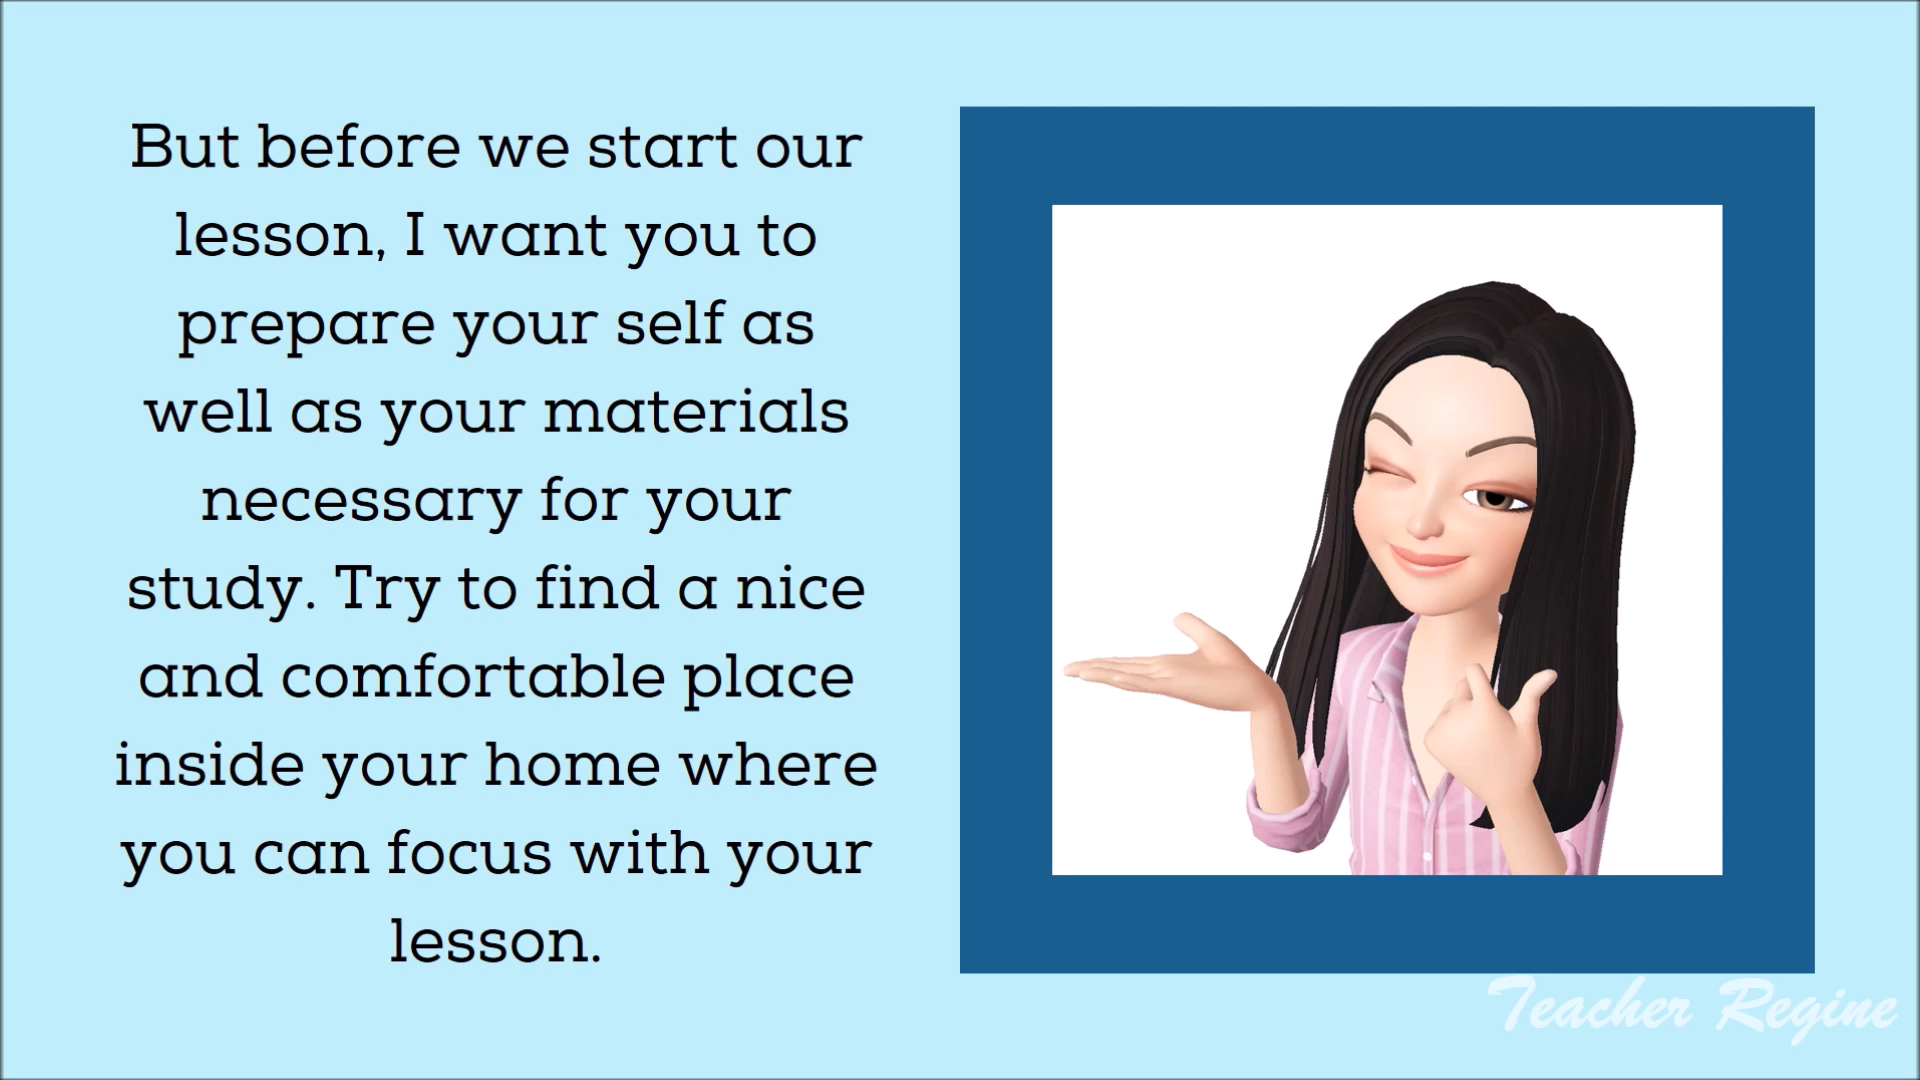 But before we start our
lesson, I want you to
prepare your self as
well as your materials
necessary for your
study. Try to find a nice
and comfortable place
inside your home where
you can focus with your
lesson.
Teacher Regine